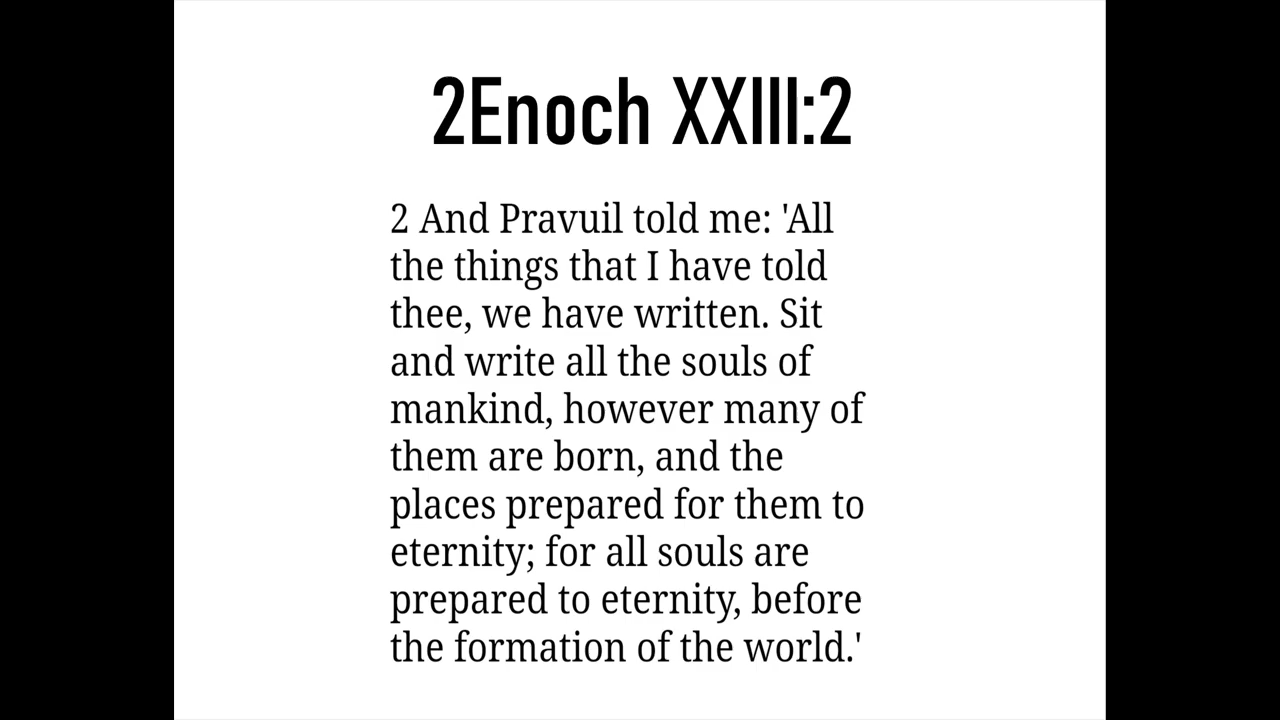 2Enoch XXIII:2
2 And Pravuil told me: 'All
the things that I have told
thee, we have written. Sit
and write all the souls of
mankind, however many of
them are born, and the
places prepared for them to
eternity; for all souls are
prepared to eternity, before
the formation of the world.'